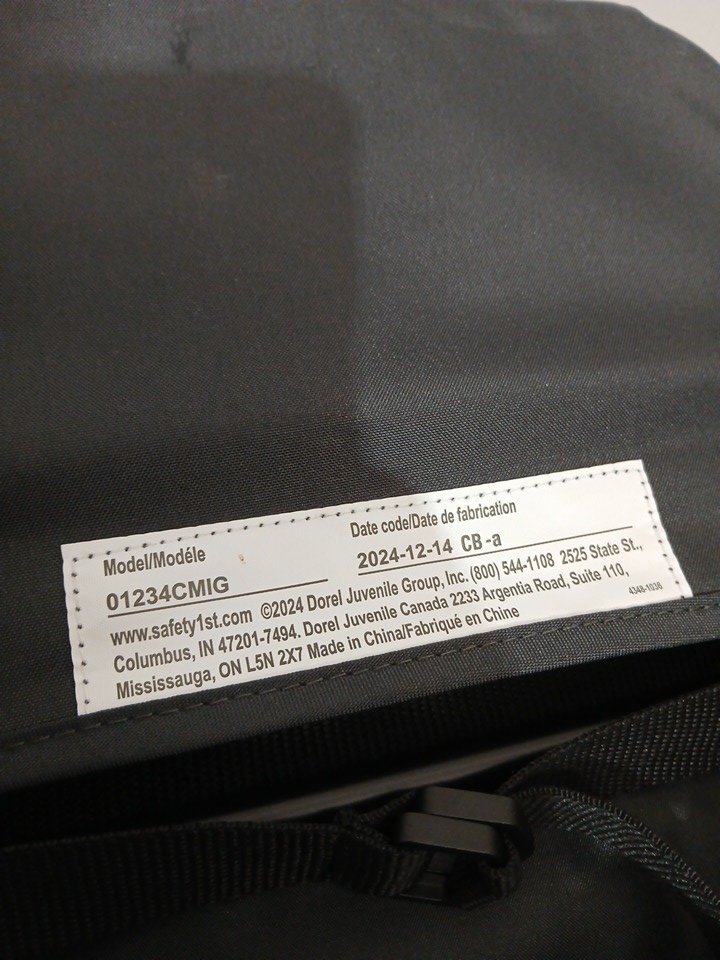 Model/Modéle
Date code/Date de fabrication
01234CMIG
2024-12-14 CB-a
www.safety1st.com ©2024 Dorel Juvenile Group, Inc. (800) 544-1108 2525 State St.,
Columbus, IN 47201-7494. Dorel Juvenile Canada 2233 Argentia Road, Suite 110,
Mississauga, ON L5N 2X7 Made in China/Fabriqué en Chine
4348-1038